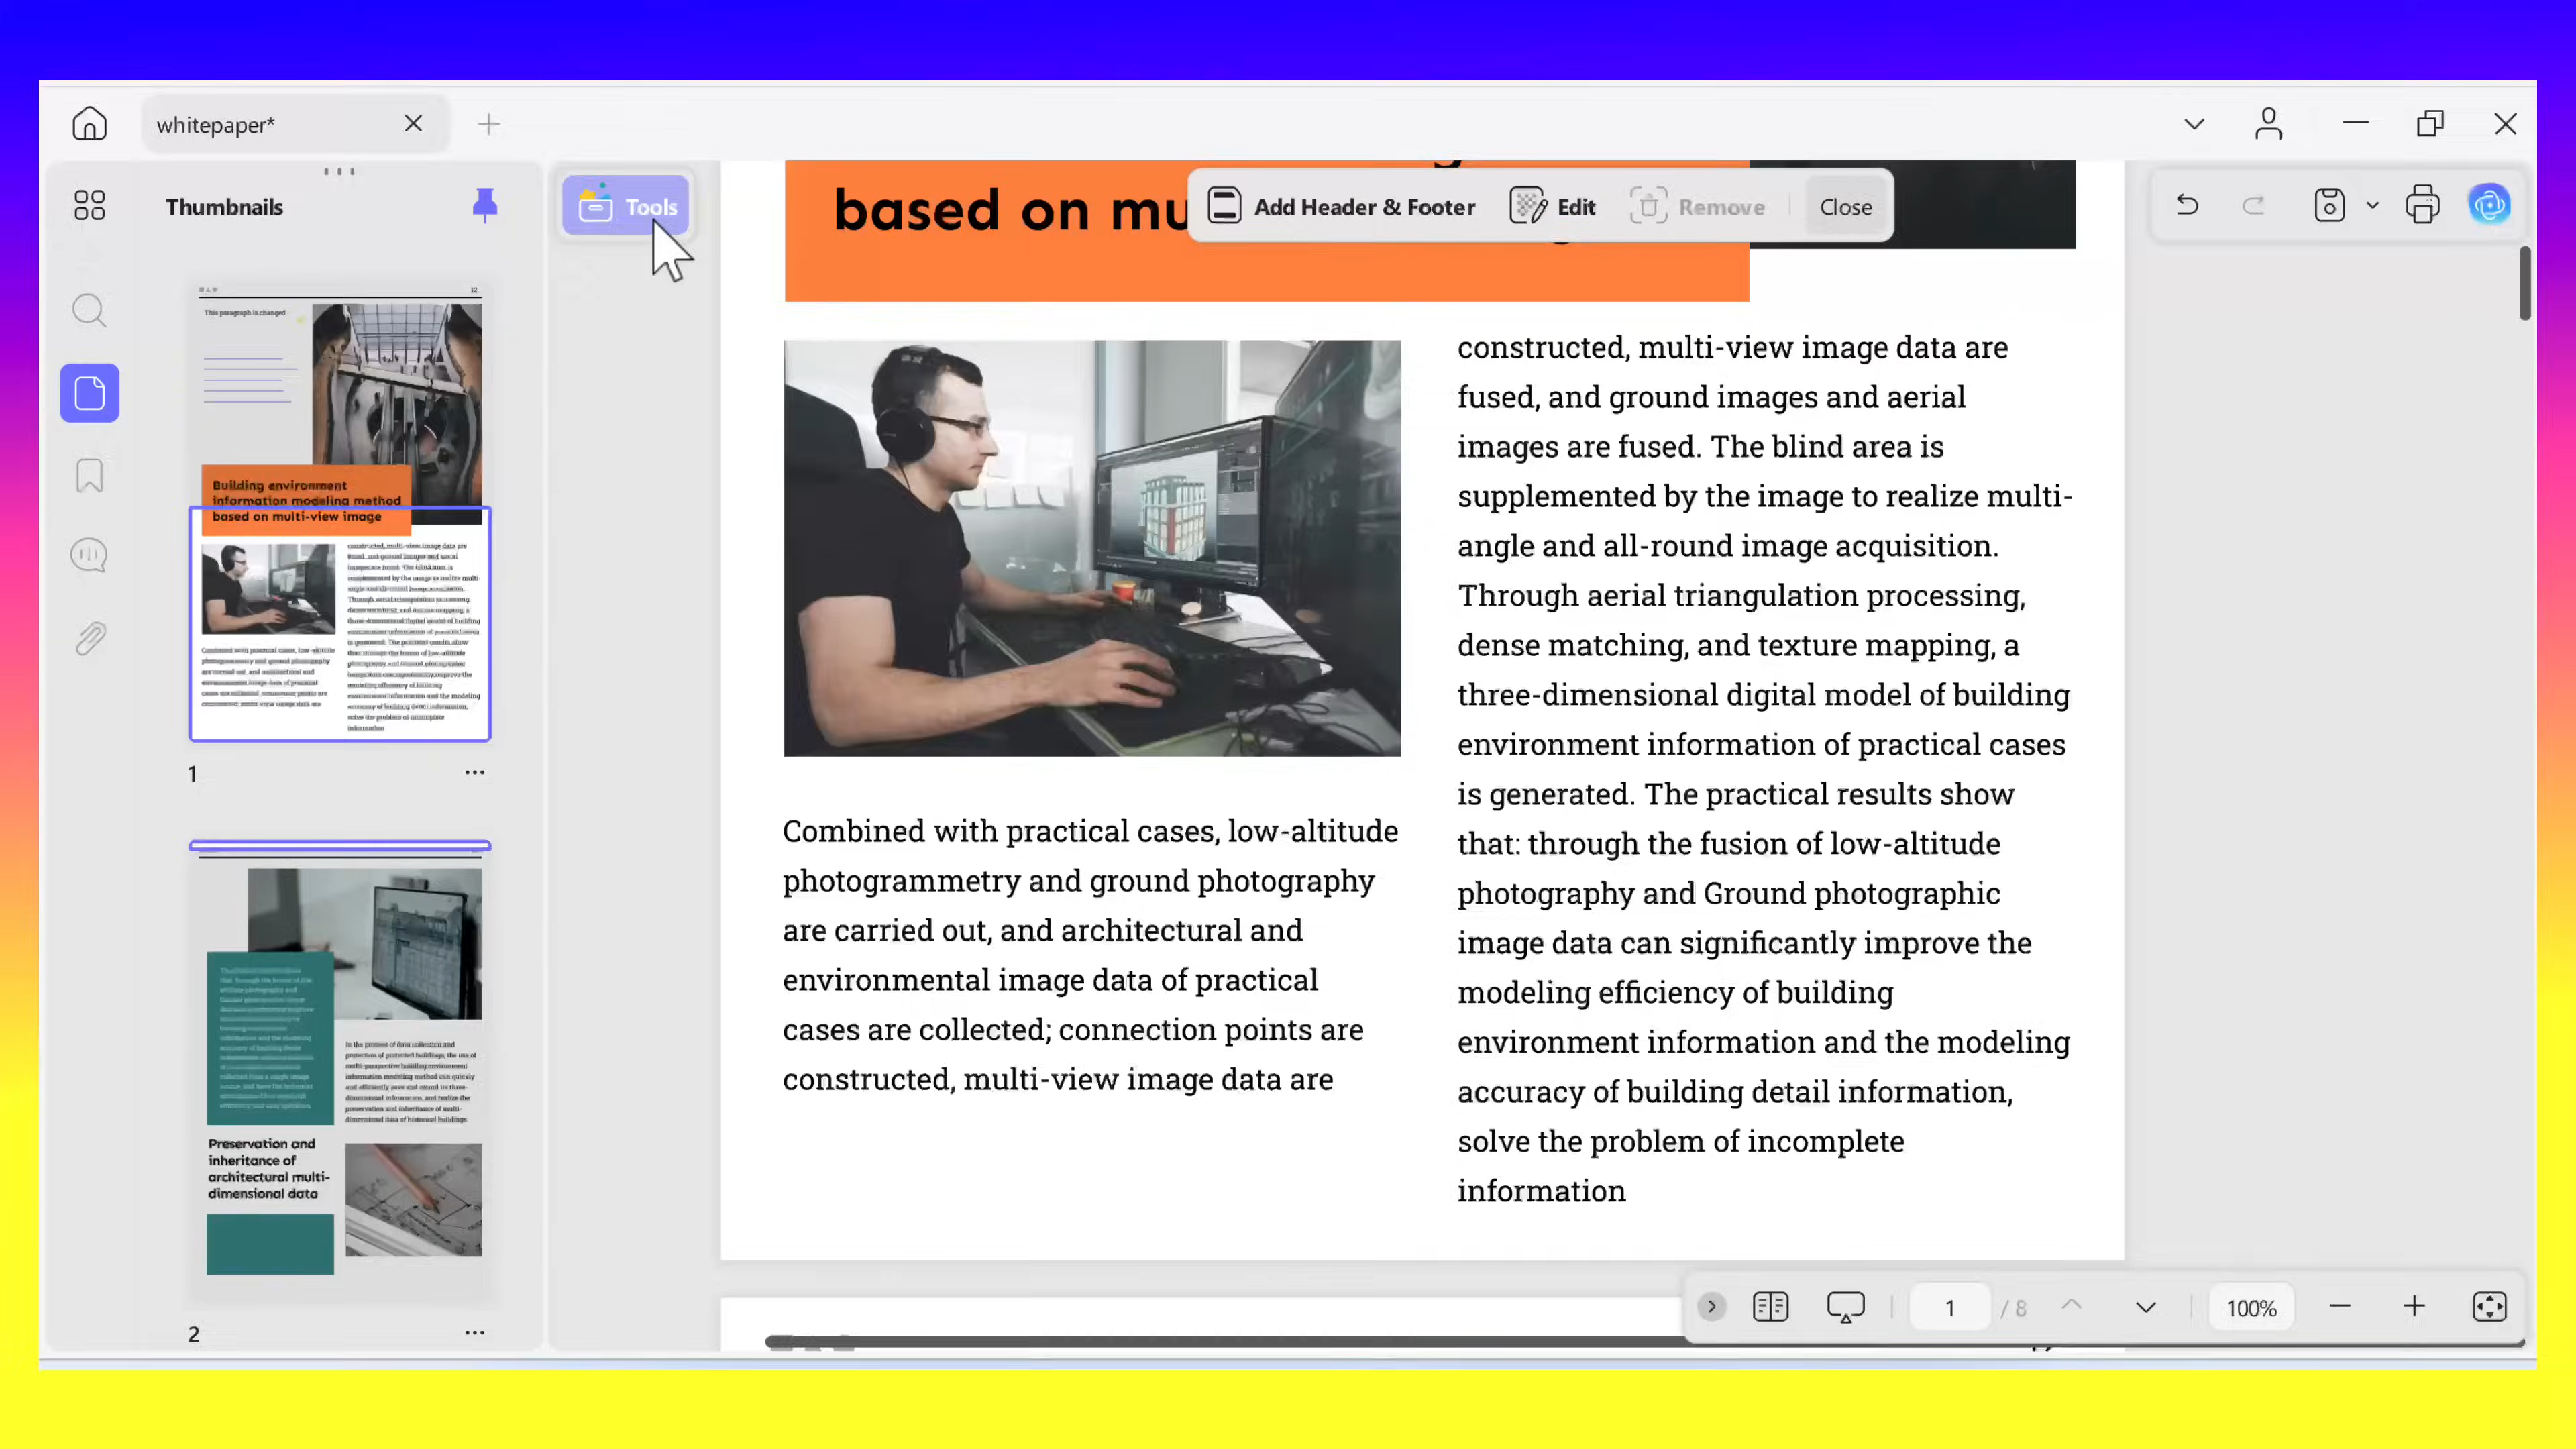 whitepaper*
Thumbnails
Tools
Add Header & Footer
Edit
Remove
Close
12
This paragraph is changed
Building environment
information modeling method
based on multi-view image
1
Preservation and
inheritance of
architectural multi-
dimensional data
2
based on mu
Combined with practical cases, low-altitude
photogrammetry and ground photography
are carried out, and architectural and
environmental image data of practical
cases are collected; connection points are
constructed, multi-view image data are
constructed, multi-view image data are
fused, and ground images and aerial
images are fused. The blind area is
supplemented by the image to realize multi-
angle and all-round image acquisition.
Through aerial triangulation processing,
dense matching, and texture mapping, a
three-dimensional digital model of building
environment information of practical cases
is generated. The practical results show
that: through the fusion of low-altitude
photography and Ground photographic
image data can significantly improve the
modeling efficiency of building
environment information and the modeling
accuracy of building detail information,
solve the problem of incomplete
information
1
/ 8
100%